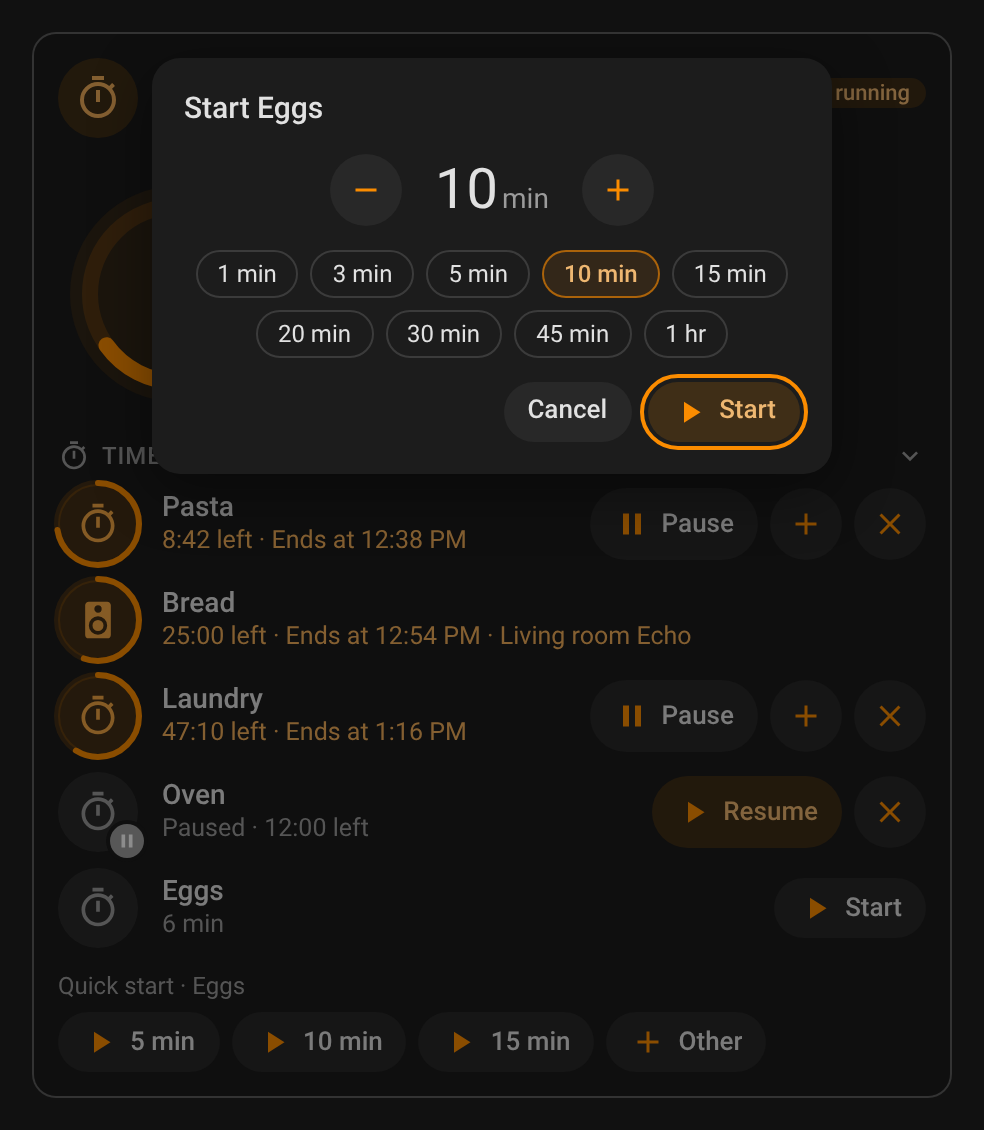 running
Start Eggs
10 min
1 min 3 min 5 min 10 min 15 min
20 min 30 min 45 min 1 hr
Cancel Start
TIME
Pasta
8:42 left · Ends at 12:38 PM
Pause
Bread
25:00 left · Ends at 12:54 PM · Living room Echo
Laundry
47:10 left · Ends at 1:16 PM
Pause
Oven
Paused · 12:00 left
Resume
Eggs
6 min
Start
Quick start · Eggs
5 min 10 min 15 min Other